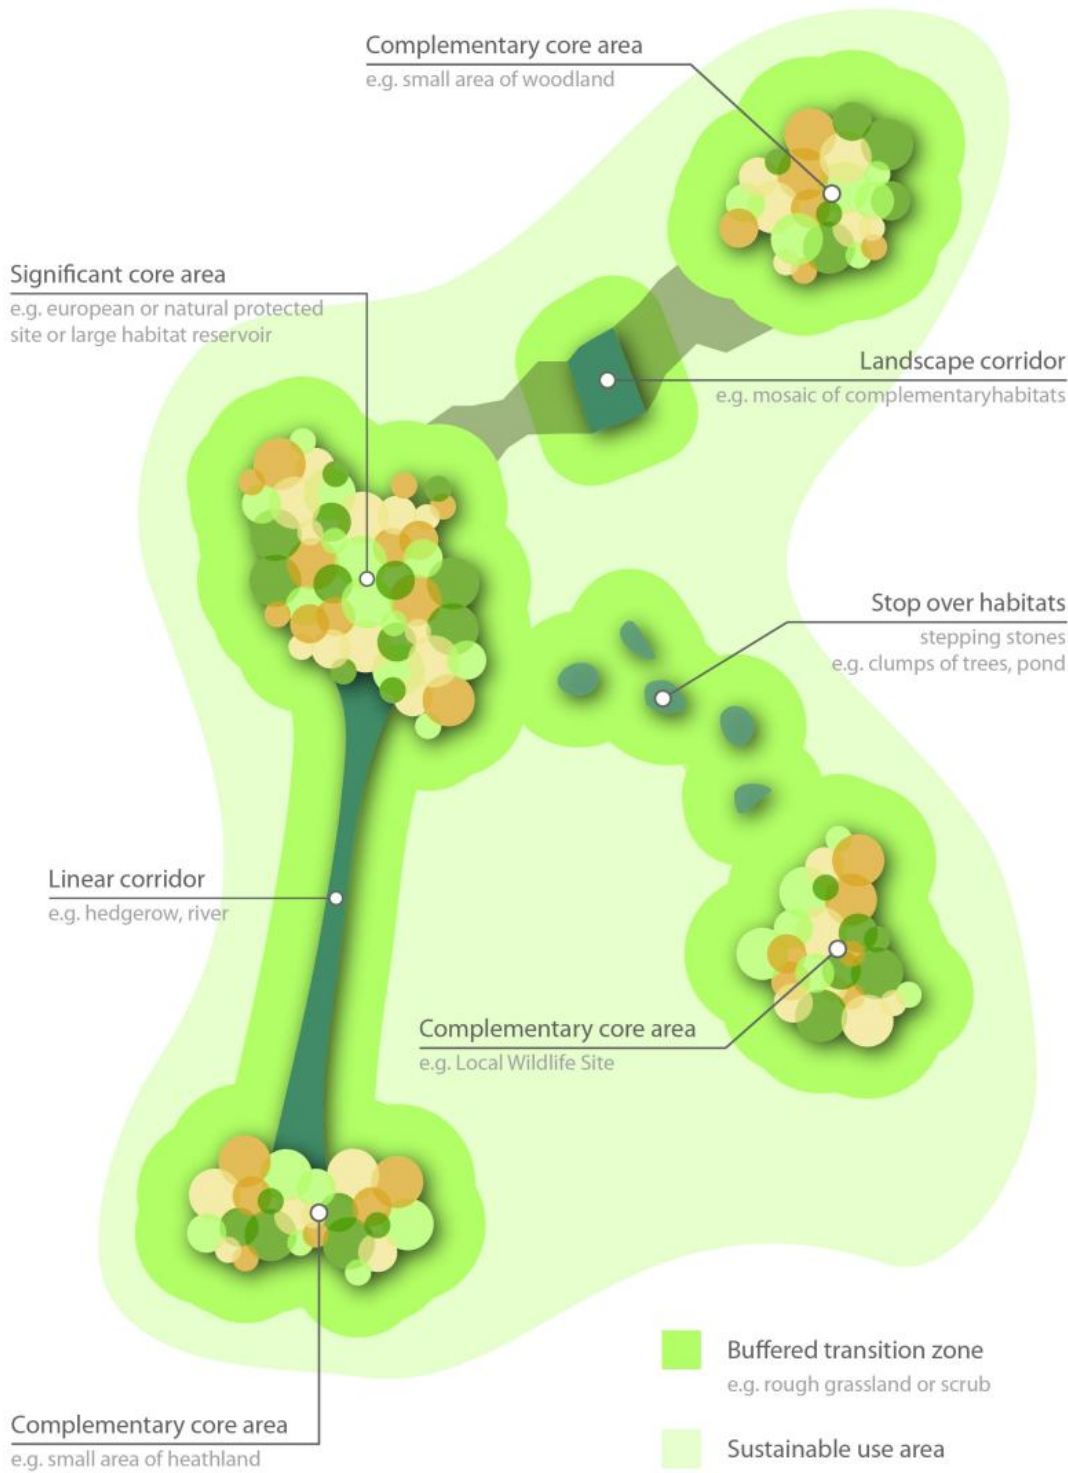 Complementary core area
e.g. small area of woodland
Significant core area
e.g. european or natural protected
site or large habitat reservoir
Landscape corridor
e.g. mosaic of complementaryhabitats
Stop over habitats
stepping stones
e.g. clumps of trees, pond
Linear corridor
e.g. hedgerow, river
Complementary core area
e.g. Local Wildlife Site
Buffered transition zone
e.g. rough grassland or scrub
Complementary core area
e.g. small area of heathland
Sustainable use area